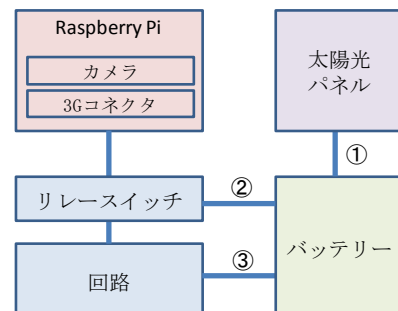 Raspberry Pi
カメラ
3Gコネクタ
太陽光
パネル
①
リレースイッチ
②
バッテリー
回路
③